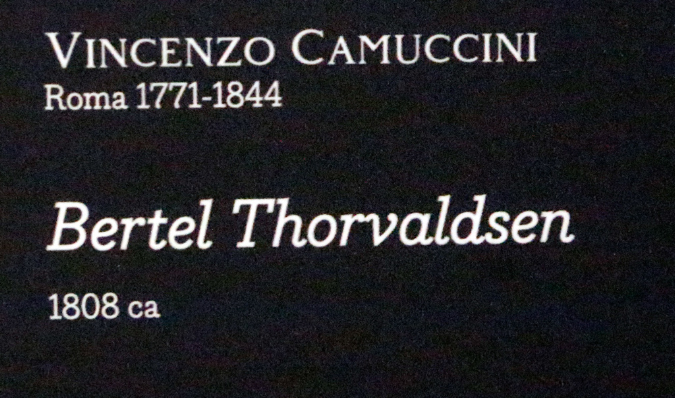 VINCENZO CAMUCCINI
Roma 1771-1844
Bertel Thorvaldsen
1808 ca